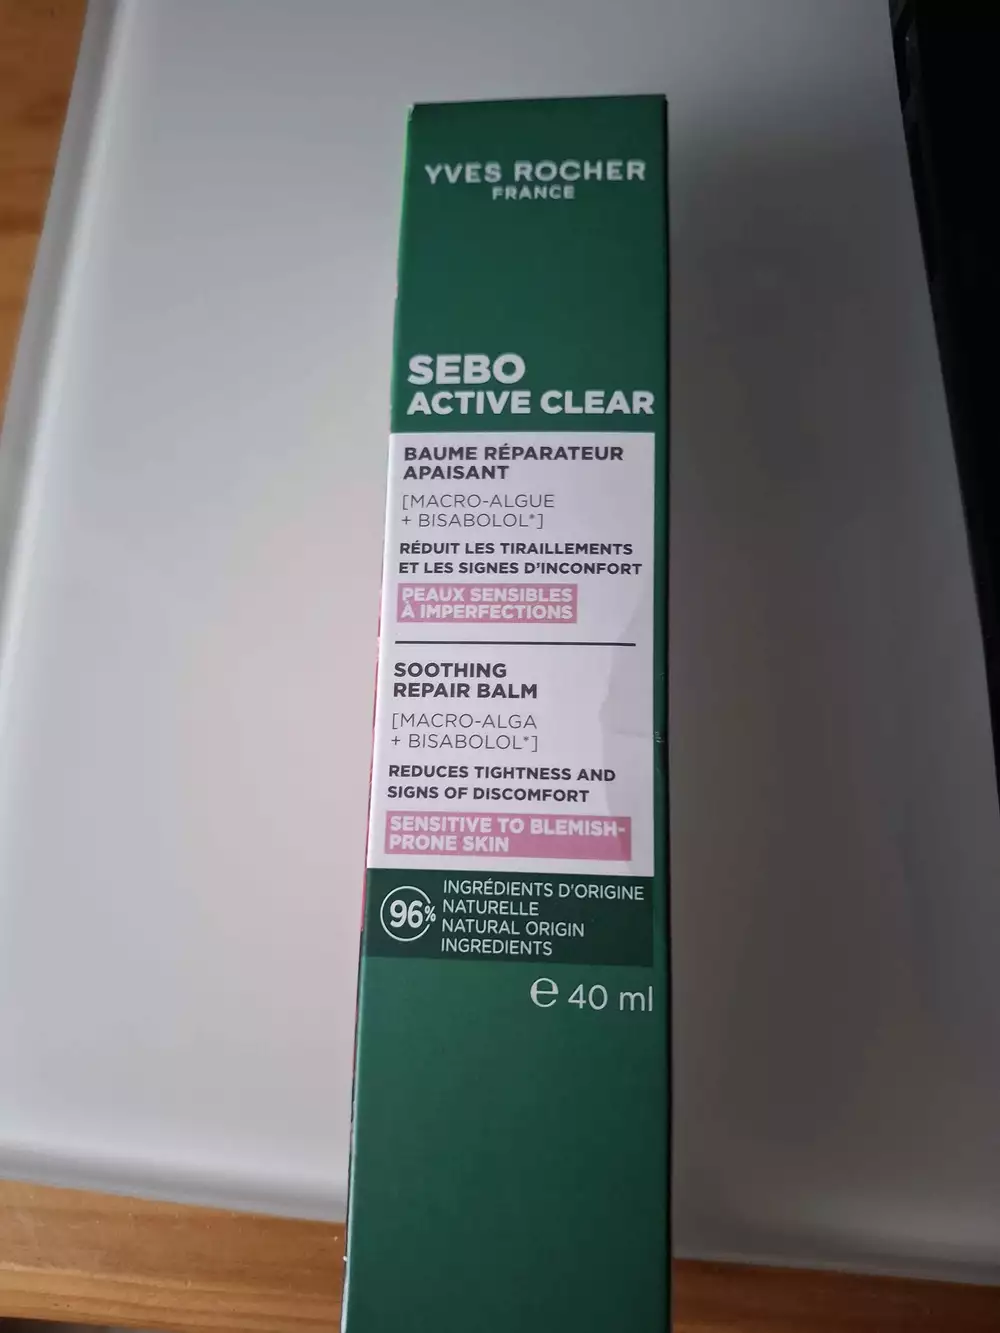 YVES ROCHER
FRANCE
SEBO
ACTIVE CLEAR
BAUME RÉPARATEUR
APAISANT
[MACRO-ALGUE
+ BISABOLOL*]
RÉDUIT LES TIRAILLEMENTS
ET LES SIGNES D'INCONFORT
PEAUX SENSIBLES
À IMPERFECTIONS
SOOTHING
REPAIR BALM
[MACRO-ALGA
+ BISABOLOL*]
REDUCES TIGHTNESS AND
SIGNS OF DISCOMFORT
SENSITIVE TO BLEMISH-
PRONE SKIN
96%
INGRÉDIENTS D'ORIGINE
NATURELLE
NATURAL ORIGIN
INGREDIENTS
e 40 ml